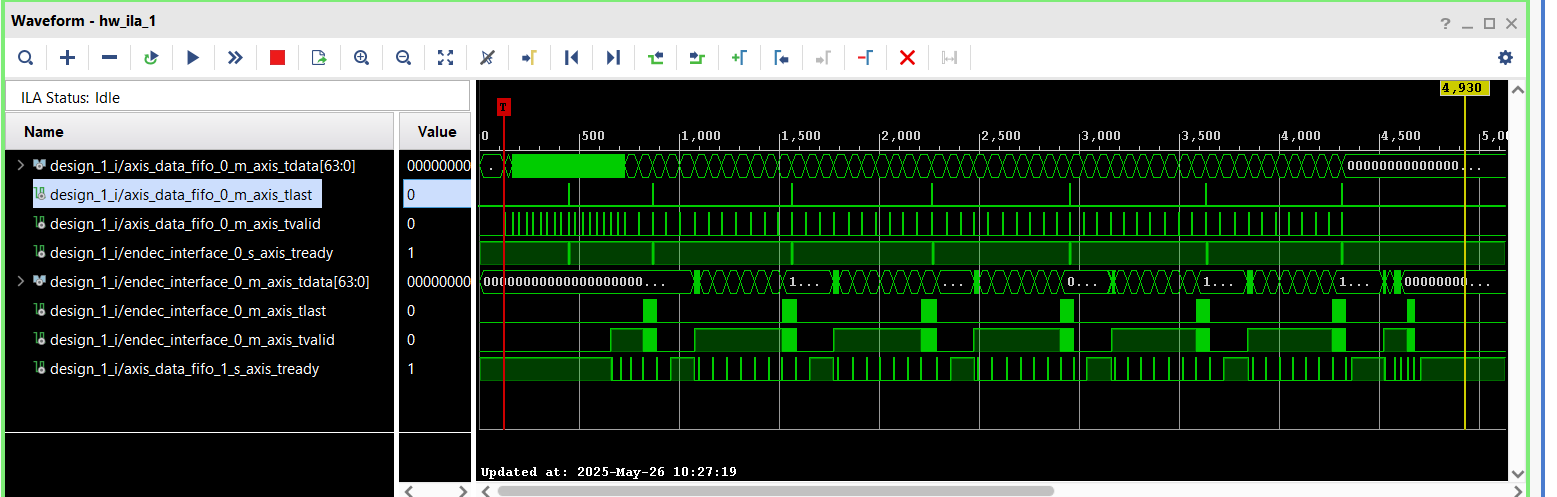 Waveform - hw_ila_1
?
ILA Status: Idle
Name Value
T
4,930
0 500 1,000 1,500 2,000 2,500 3,000 3,500 4,000 4,500 5,0
design_1_i/axis_data_fifo_0_m_axis_tdata[63:0] 00000000 . 00000000000000...
design_1_i/axis_data_fifo_0_m_axis_tlast 0
design_1_i/axis_data_fifo_0_m_axis_tvalid 0
design_1_i/endec_interface_0_s_axis_tready 1
design_1_i/endec_interface_0_m_axis_tdata[63:0] 00000000 00000000000000000000... 1... ... 0... 1... 1... 00000000...
design_1_i/endec_interface_0_m_axis_tlast 0
design_1_i/endec_interface_0_m_axis_tvalid 0
design_1_i/axis_data_fifo_1_s_axis_tready 1
Updated at: 2025-May-26 10:27:19